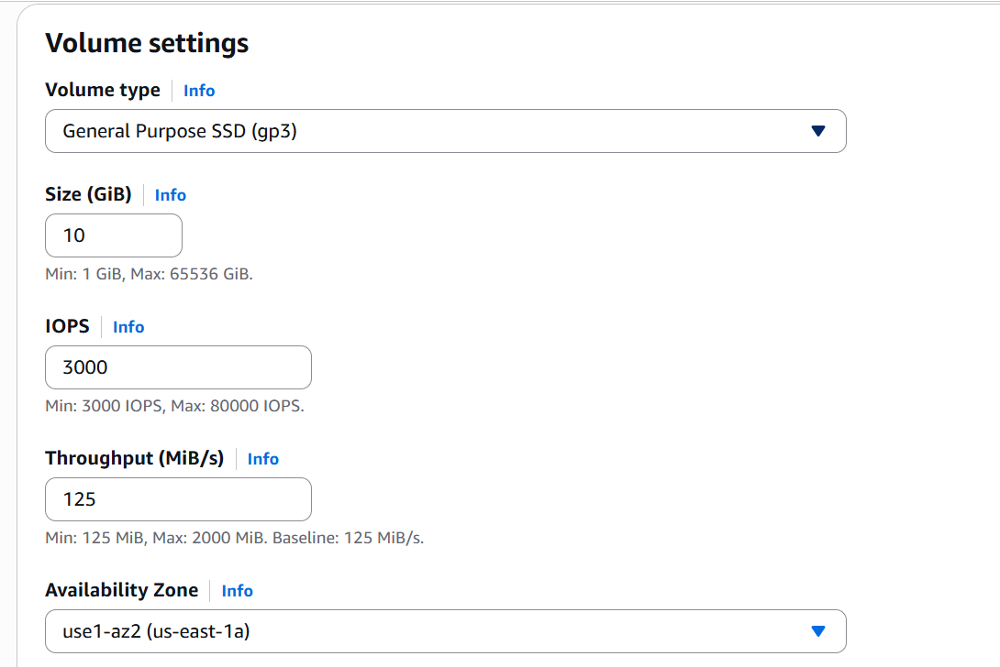 Volume settings
Volume type Info
General Purpose SSD (gp3)
Size (GiB) Info
10
Min: 1 GiB, Max: 65536 GiB.
IOPS Info
3000
Min: 3000 IOPS, Max: 80000 IOPS.
Throughput (MiB/s) Info
125
Min: 125 MiB, Max: 2000 MiB. Baseline: 125 MiB/s.
Availability Zone Info
use1-az2 (us-east-1a)